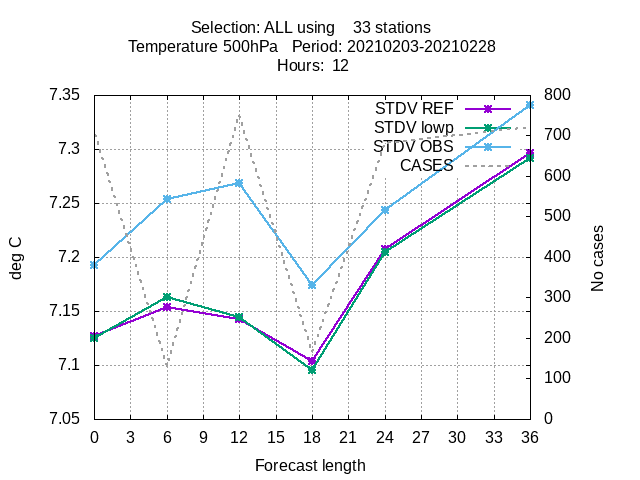 Selection: ALL using    33 stations
Temperature 500hPa   Period: 20210203-20210228
Hours:  12
STDV REF
STDV lowp
STDV OBS
CASES
7.35
7.3
7.25
7.2
7.15
7.1
7.05
800
700
600
500
400
300
200
100
0
deg C
No cases
0 3 6 9 12 15 18 21 24 27 30 33 36
Forecast length